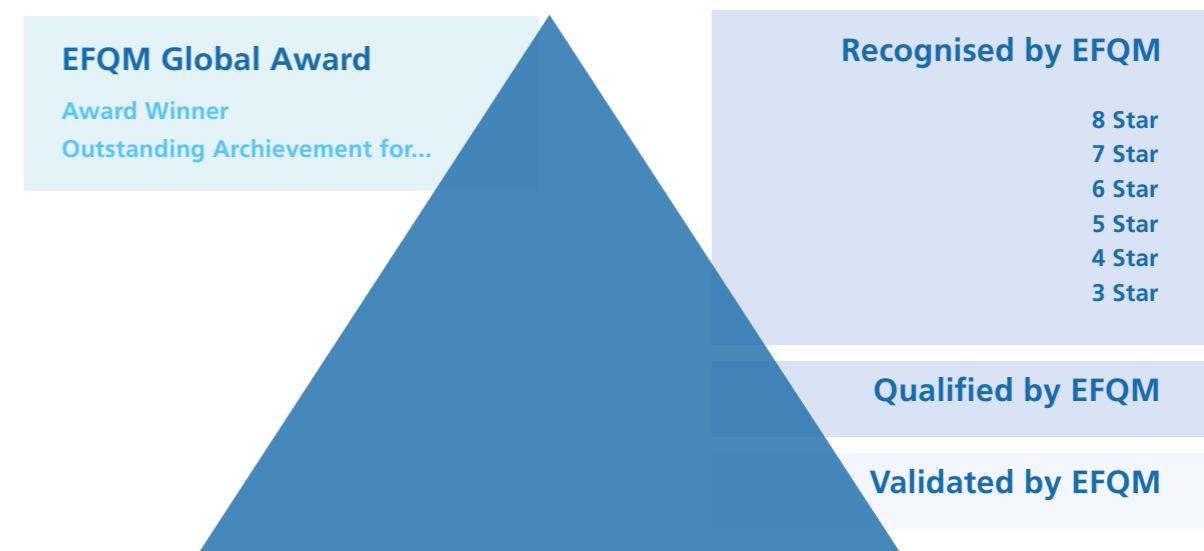 EFQM Global Award
Award Winner
Outstanding Archievement for...
Recognised by EFQM
8 Star
7 Star
6 Star
5 Star
4 Star
3 Star
Qualified by EFQM
Validated by EFQM